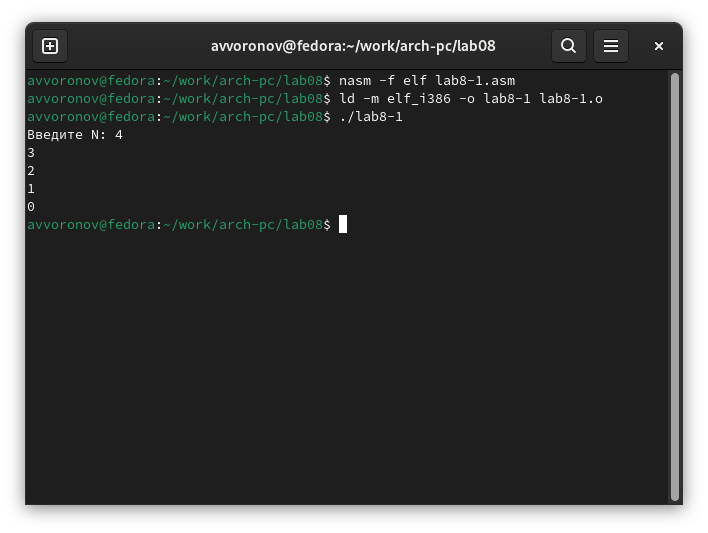 avvoronov@fedora:~/work/arch-pc/lab08
avvoronov@fedora:~/work/arch-pc/lab08$ nasm -f elf lab8-1.asm
avvoronov@fedora:~/work/arch-pc/lab08$ ld -m elf_i386 -o lab8-1 lab8-1.o
avvoronov@fedora:~/work/arch-pc/lab08$ ./lab8-1
Введите N: 4
3
2
1
0
avvoronov@fedora:~/work/arch-pc/lab08$